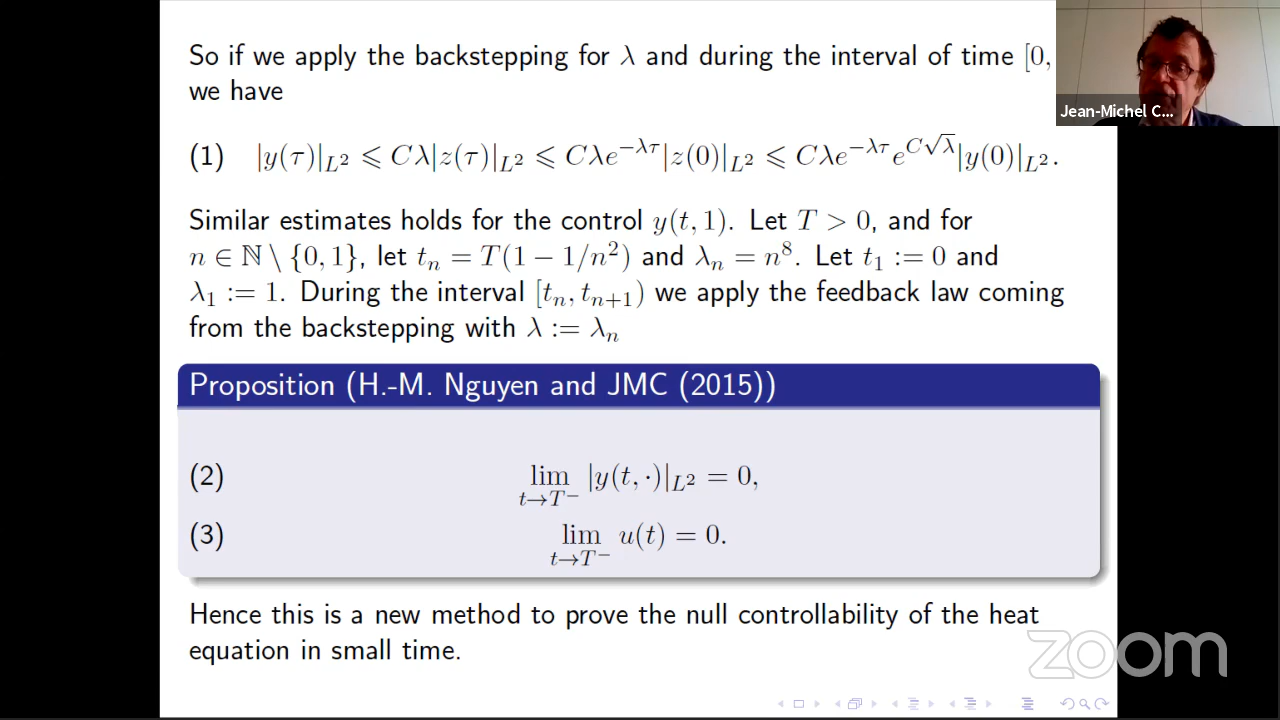 So if we apply the backstepping for λ and during the interval of time [0,
we have
(1) |y(τ)|_{L²} ⩽ Cλ|z(τ)|_{L²} ⩽ Cλe^{−λτ}|z(0)|_{L²} ⩽ Cλe^{−λτ}e^{C√λ}|y(0)|_{L²}.
Similar estimates holds for the control y(t, 1). Let T > 0, and for
n ∈ ℕ \ {0, 1}, let t_n = T(1 − 1/n²) and λ_n = n⁸. Let t₁ := 0 and
λ₁ := 1. During the interval [t_n, t_{n+1}) we apply the feedback law coming
from the backstepping with λ := λ_n
Proposition (H.-M. Nguyen and JMC (2015))
(2) lim_{t→T⁻} |y(t, ·)|_{L²} = 0,
(3) lim_{t→T⁻} u(t) = 0.
Hence this is a new method to prove the null controllability of the heat
equation in small time.
Jean-Michel C...
zoom